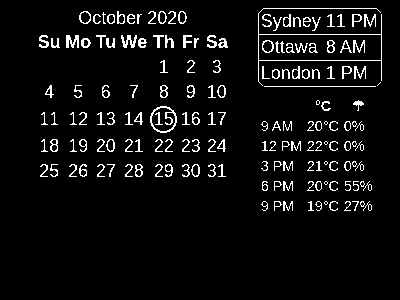 October 2020
Su Mo Tu We Th Fr Sa
1 2 3
4 5 6 7 8 9 10
11 12 13 14 15 16 17
18 19 20 21 22 23 24
25 26 27 28 29 30 31
Sydney 11 PM
Ottawa 8 AM
London 1 PM
°C
9 AM 20°C 0%
12 PM 22°C 0%
3 PM 21°C 0%
6 PM 20°C 55%
9 PM 19°C 27%